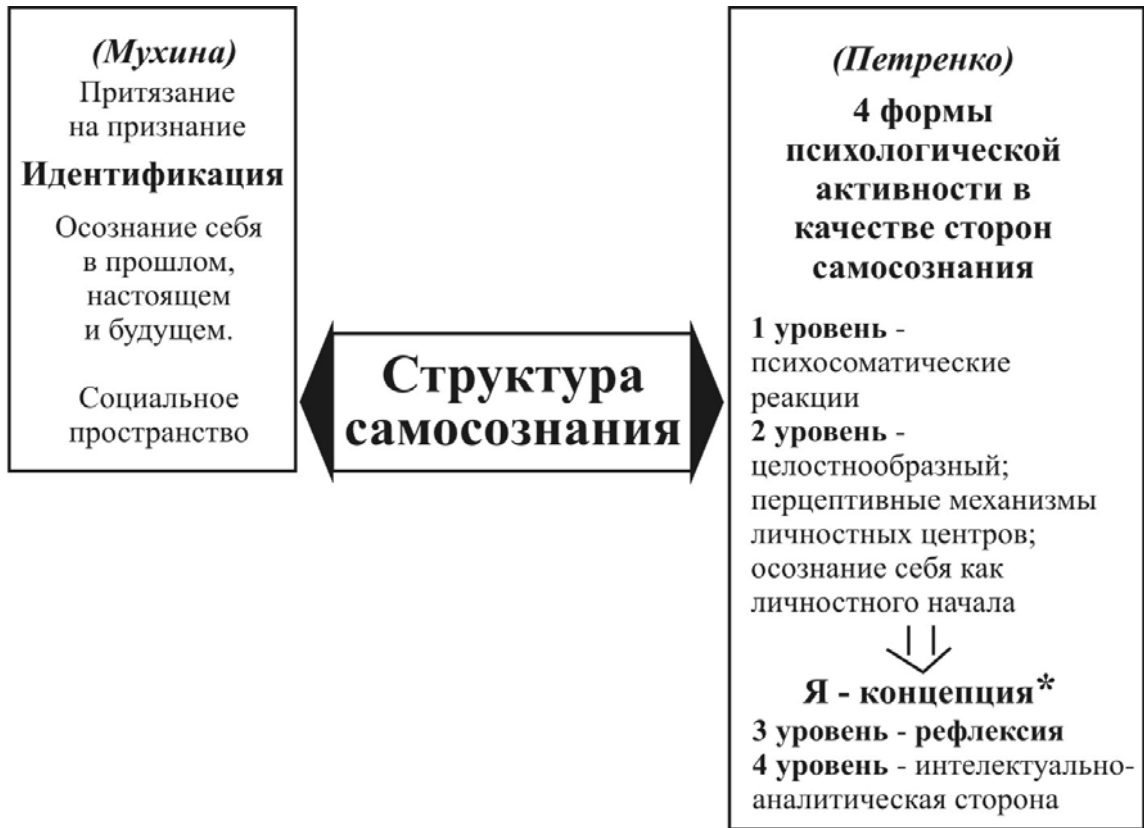 (Мухина)
Притязание
на признание
Идентификация
Осознание себя
в прошлом,
настоящем
и будущем.
Социальное
пространство
Структура
самосознания
(Петренко)
4 формы
психологической
активности в
качестве сторон
самосознания
1 уровень -
психосоматические
реакции
2 уровень -
целостнообразный;
перцептивные механизмы
личностных центров;
осознание себя как
личностного начала
Я - концепция*
3 уровень - рефлексия
4 уровень - интелектуально-
аналитическая сторона